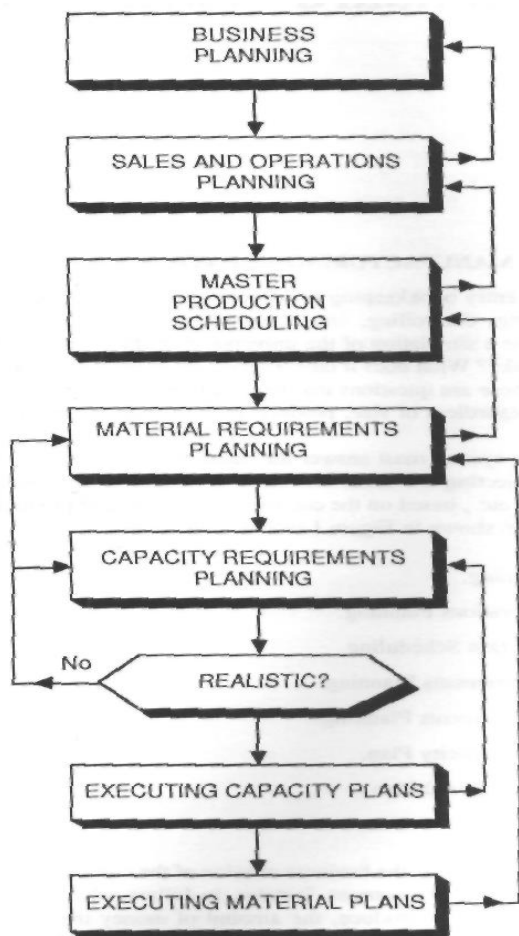 BUSINESS
PLANNING
SALES AND OPERATIONS
PLANNING
MASTER
PRODUCTION
SCHEDULING
MATERIAL REQUIREMENTS
PLANNING
CAPACITY REQUIREMENTS
PLANNING
No
REALISTIC?
EXECUTING CAPACITY PLANS
EXECUTING MATERIAL PLANS